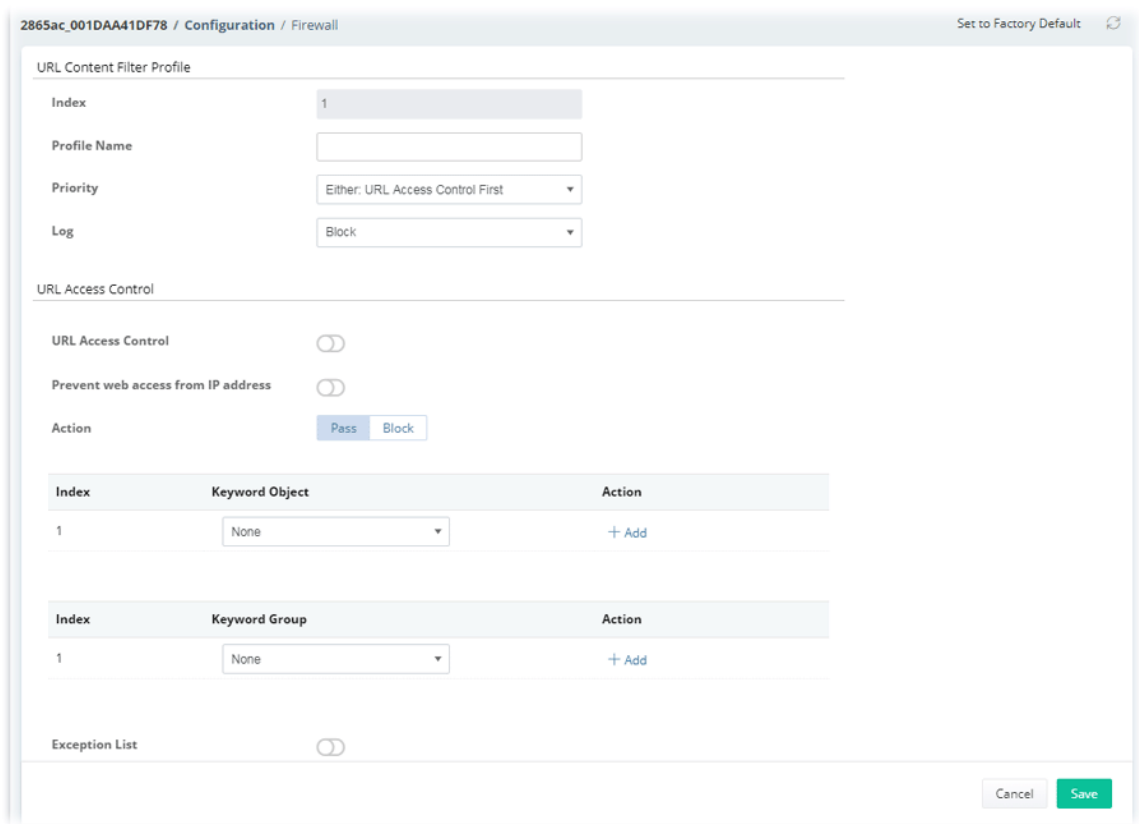 2865ac_001DAA41DF78 / Configuration / Firewall Set to Factory Default
URL Content Filter Profile
Index 1
Profile Name
Priority Either: URL Access Control First
Log Block
URL Access Control
URL Access Control
Prevent web access from IP address
Action Pass Block
Index Keyword Object Action
1 None + Add
Index Keyword Group Action
1 None + Add
Exception List
Cancel Save